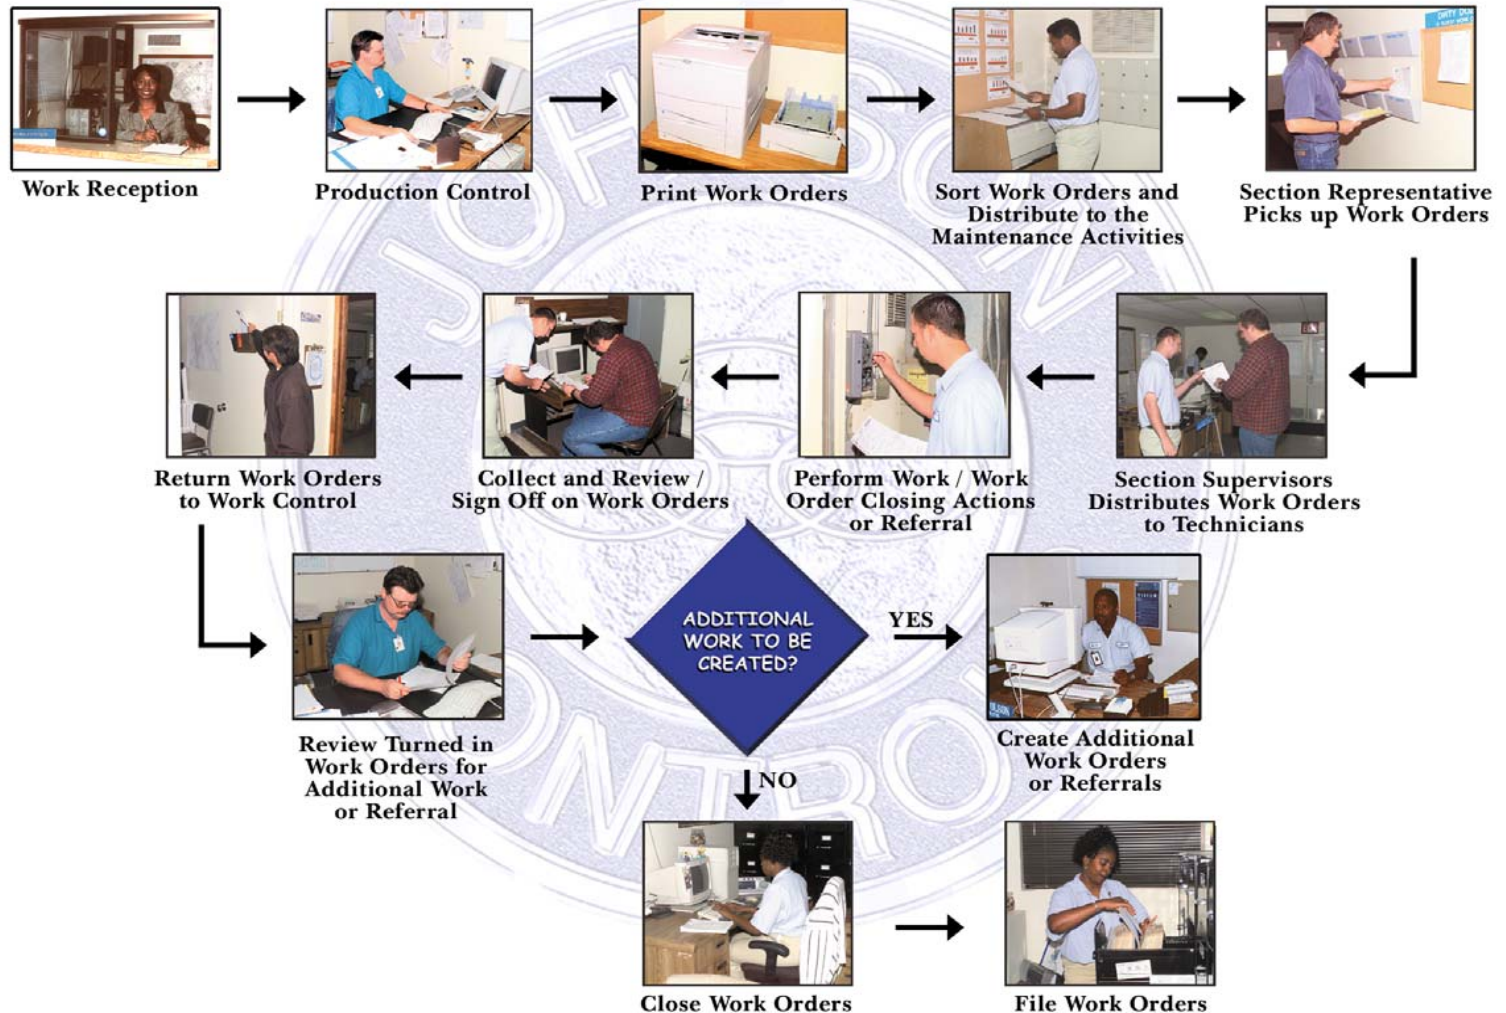 Work Reception
Production Control
Print Work Orders
Sort Work Orders and
Distribute to the
Maintenance Activities
Section Representative
Picks up Work Orders
Section Supervisors
Distributes Work Orders
to Technicians
Perform Work / Work
Order Closing Actions
or Referral
Collect and Review /
Sign Off on Work Orders
Return Work Orders
to Work Control
Review Turned in
Work Orders for
Additional Work
or Referral
ADDITIONAL
WORK TO BE
CREATED?
YES
Create Additional
Work Orders
or Referrals
NO
Close Work Orders
File Work Orders